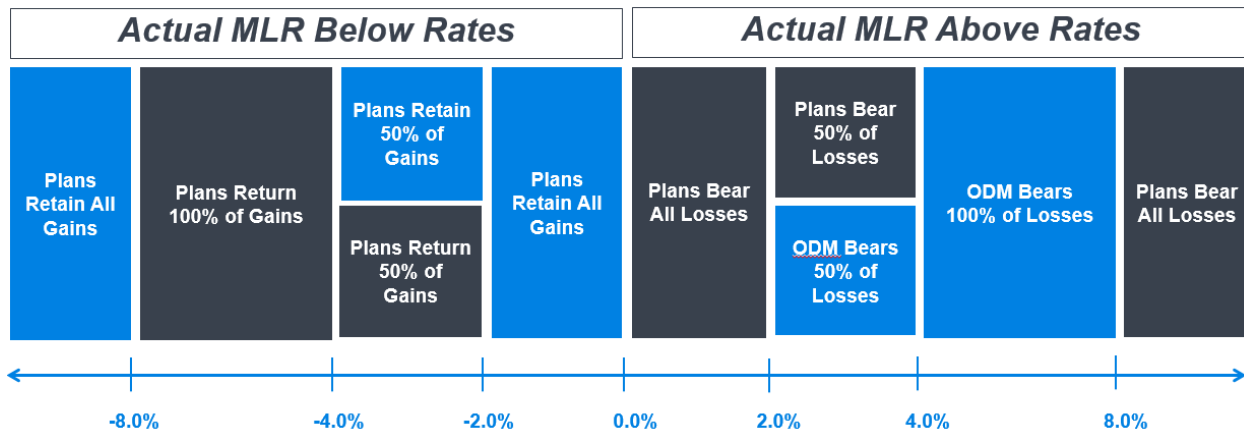 Actual MLR Below Rates
Actual MLR Above Rates
Plans
Retain All
Gains
Plans Return
100% of Gains
Plans Retain
50% of
Gains
Plans Return
50% of
Gains
Plans
Retain All
Gains
Plans Bear
All Losses
Plans Bear
50% of
Losses
ODM Bears
50% of
Losses
ODM Bears
100% of Losses
Plans Bear
All Losses
-8.0%
-4.0%
-2.0%
0.0%
2.0%
4.0%
8.0%